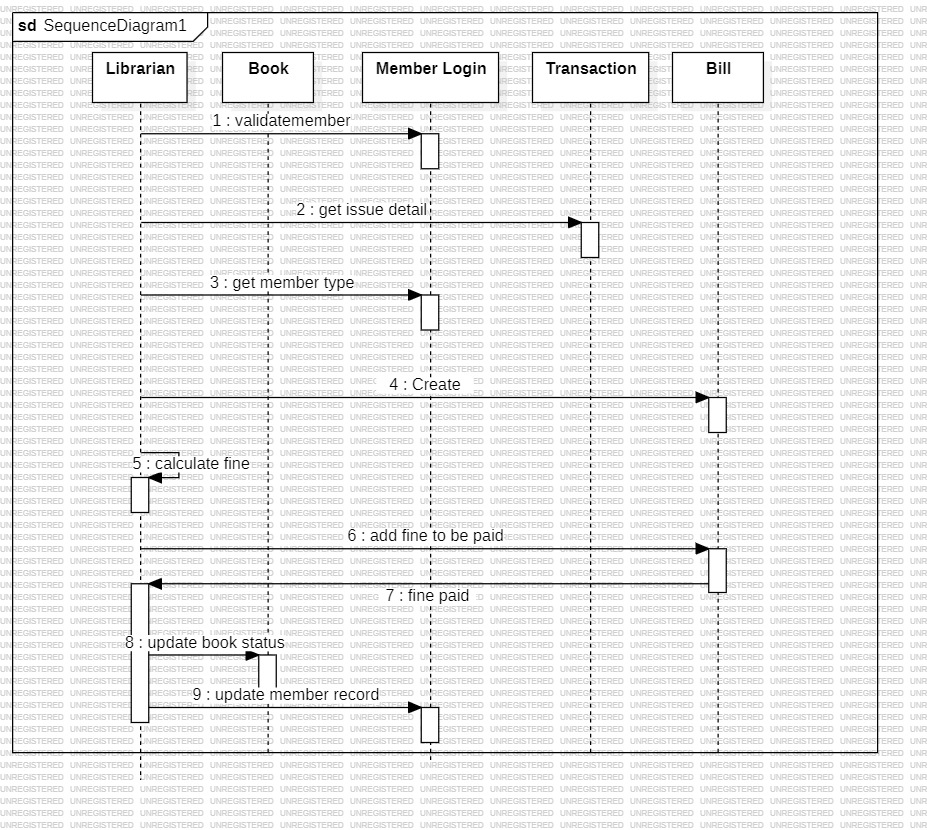 sd SequenceDiagram1
Librarian Book Member Login Transaction Bill
1 : validatemember
2 : get issue detail
3 : get member type
4 : Create
5 : calculate fine
6 : add fine to be paid
7 : fine paid
8 : update book status
9 : update member record
UNREGISTERED